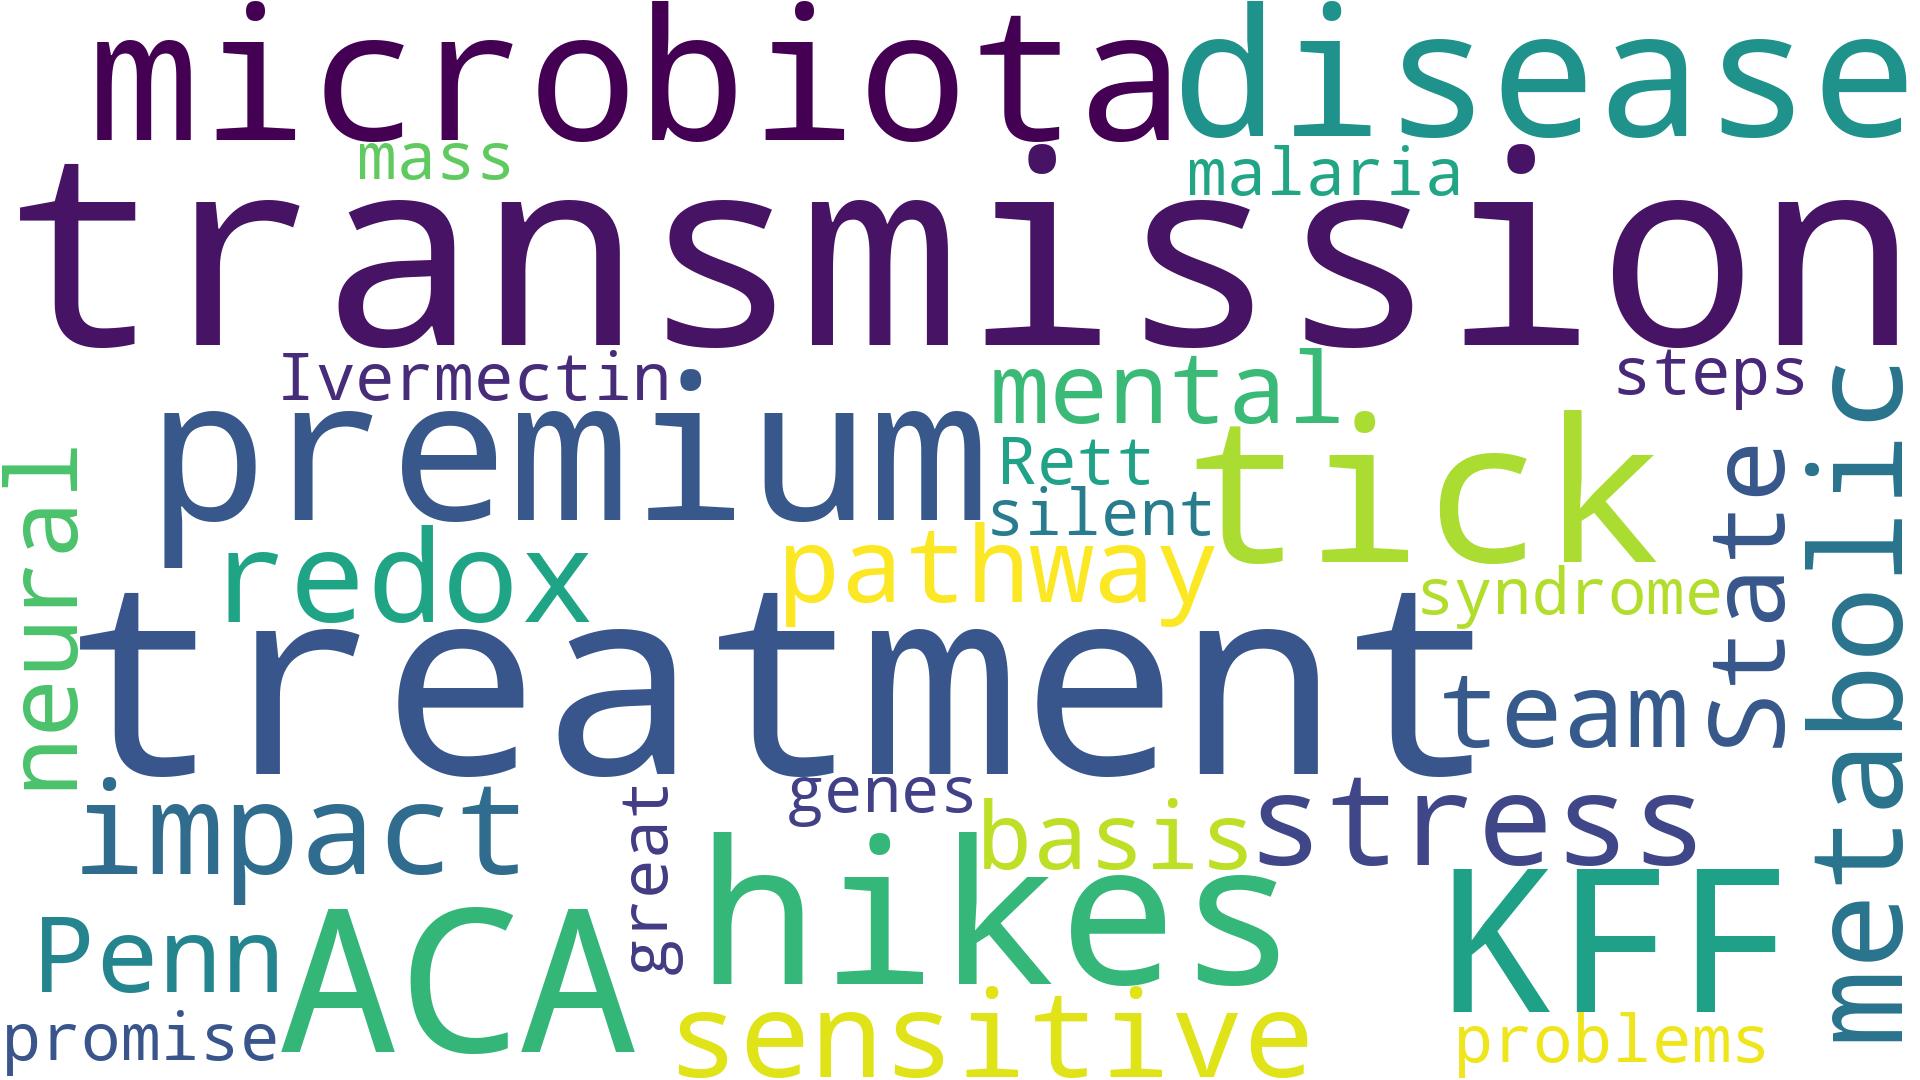 microbiota disease
mass malaria
transmission
Ivermectin mental steps
premium tick
Rett
silent
neural
redox pathway
syndrome
State
metabolic
treatment
team
impact
great
genes
basis stress
hikes
KFF
Penn ACA
promise
sensitive
problems